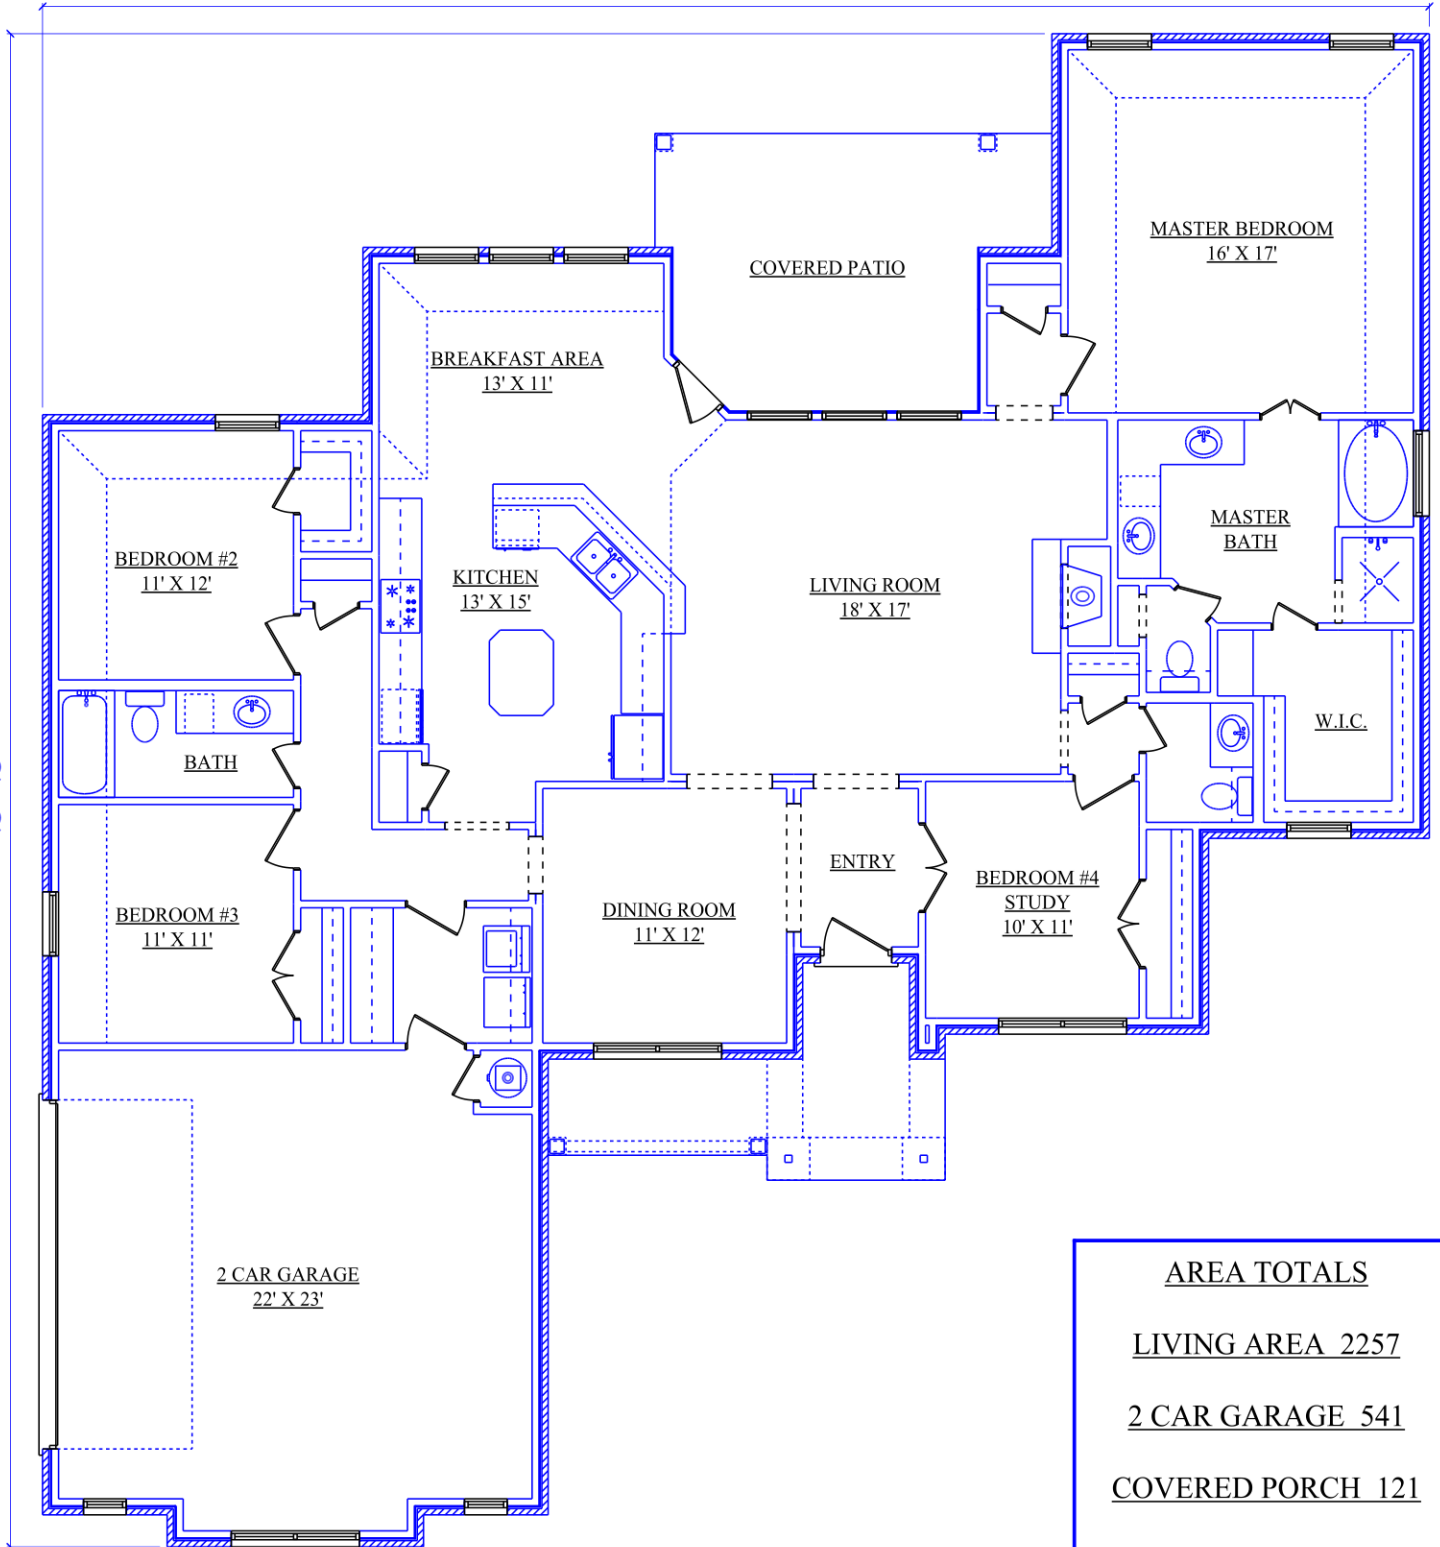 MASTER BEDROOM
16' X 17'
COVERED PATIO
BREAKFAST AREA
13' X 11'
BEDROOM #2
11' X 12'
KITCHEN
13' X 15'
LIVING ROOM
18' X 17'
MASTER
BATH
W.I.C.
BATH
ENTRY
BEDROOM #3
11' X 11'
DINING ROOM
11' X 12'
BEDROOM #4
STUDY
10' X 11'
2 CAR GARAGE
22' X 23'
AREA TOTALS
LIVING AREA 2257
2 CAR GARAGE 541
COVERED PORCH 121